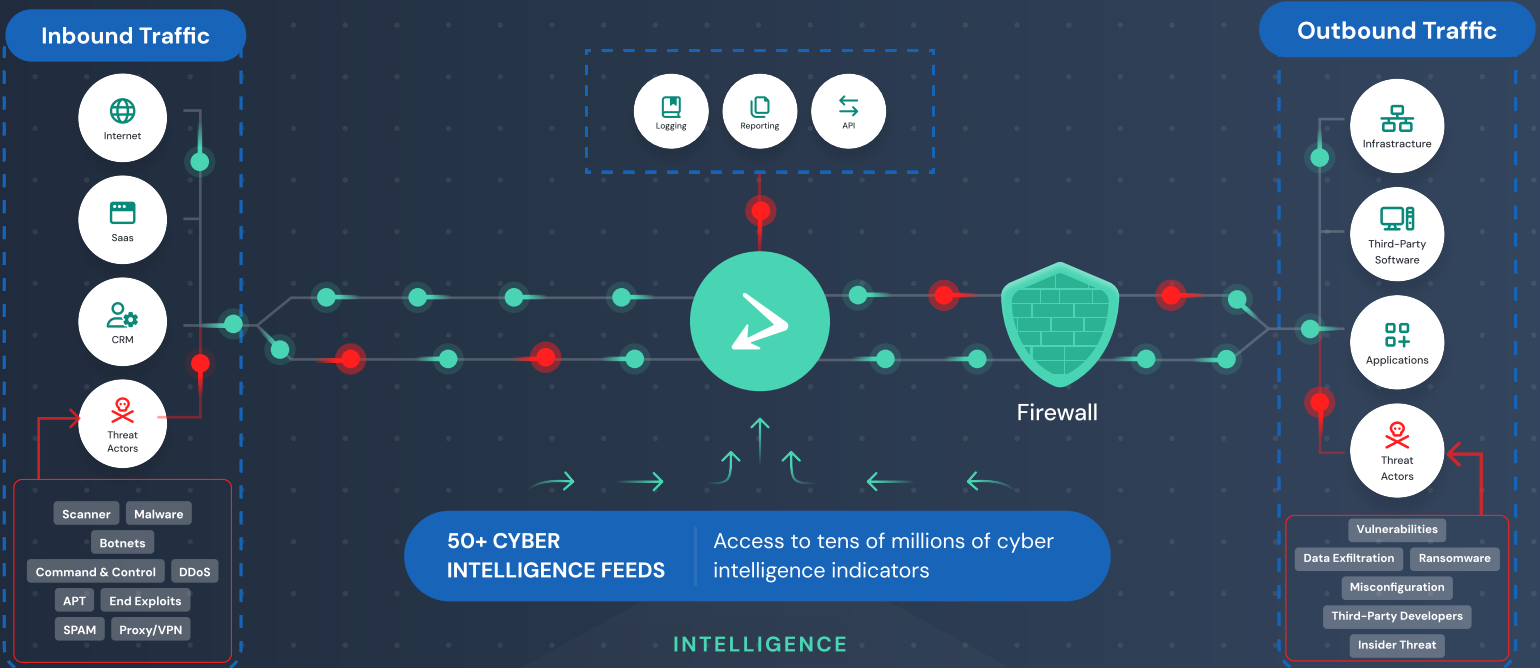 Inbound Traffic
Internet
Saas
CRM
Threat
Actors
Scanner
Malware
Botnets
Command & Control
DDoS
APT
End Exploits
SPAM
Proxy/VPN
Logging
Reporting
API
Firewall
50+ CYBER
INTELLIGENCE FEEDS
Access to tens of millions of cyber
intelligence indicators
INTELLIGENCE
Outbound Traffic
Infrastracture
Third-Party
Software
Applications
Threat
Actors
Vulnerabilities
Data Exfiltration
Ransomware
Misconfiguration
Third-Party Developers
Insider Threat